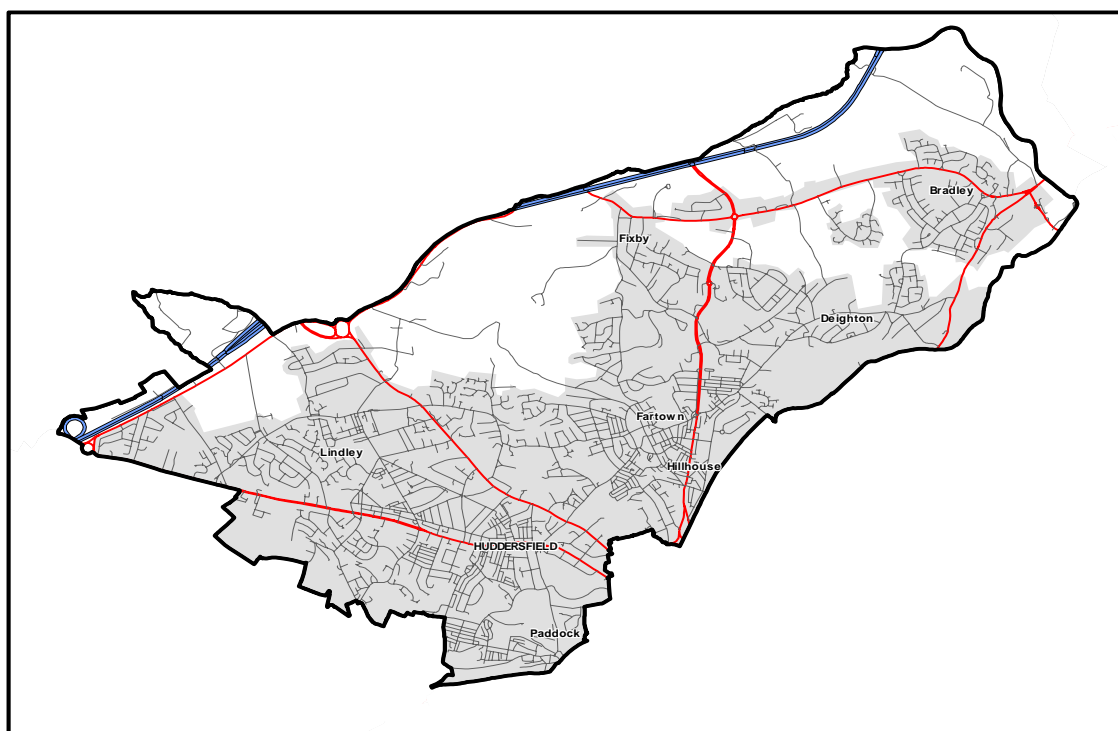 Bradley
Fixby
Deighton
Fartown
Lindley
Hillhouse
HUDDERSFIELD
Paddock